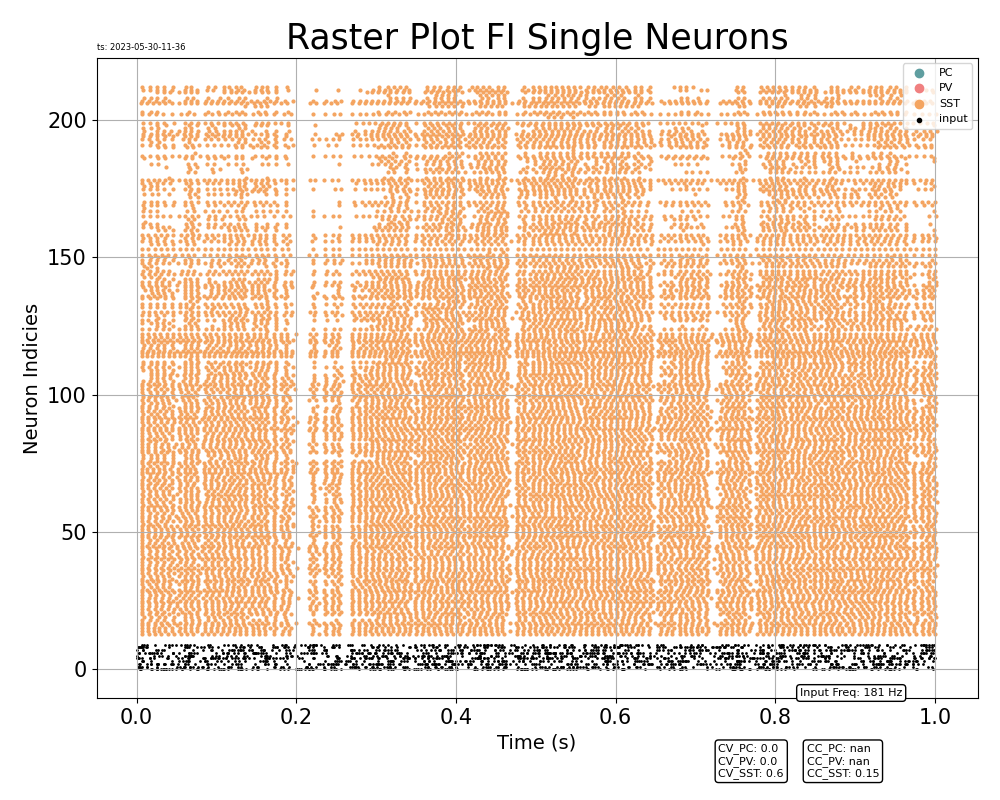 Raster Plot FI Single Neurons
ts: 2023-05-30-11-36
PC
PV
SST
input
200
150
100
50
0
Neuron Indicies
0.0 0.2 0.4 0.6 0.8 1.0
Input Freq: 181 Hz
Time (s)
CV_PC: 0.0
CV_PV: 0.0
CV_SST: 0.6
CC_PC: nan
CC_PV: nan
CC_SST: 0.15